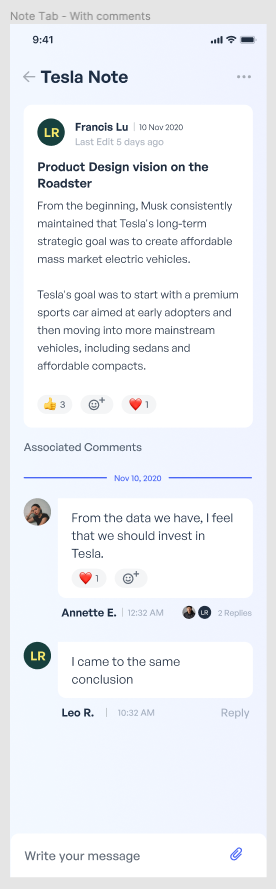 Note Tab - With comments
9:41
Tesla Note
LR
Francis Lu | 10 Nov 2020
Last Edit 5 days ago
Product Design vision on the
Roadster
From the beginning, Musk consistently
maintained that Tesla's long-term
strategic goal was to create affordable
mass market electric vehicles.
Tesla's goal was to start with a premium
sports car aimed at early adopters and
then moving into more mainstream
vehicles, including sedans and
affordable compacts.
👍 3 ❤️ 1
Associated Comments
Nov 10, 2020
From the data we have, I feel
that we should invest in
Tesla.
❤️ 1
Annette E. | 12:32 AM LR 2 Replies
LR
I came to the same
conclusion
Leo R. | 10:32 AM Reply
Write your message